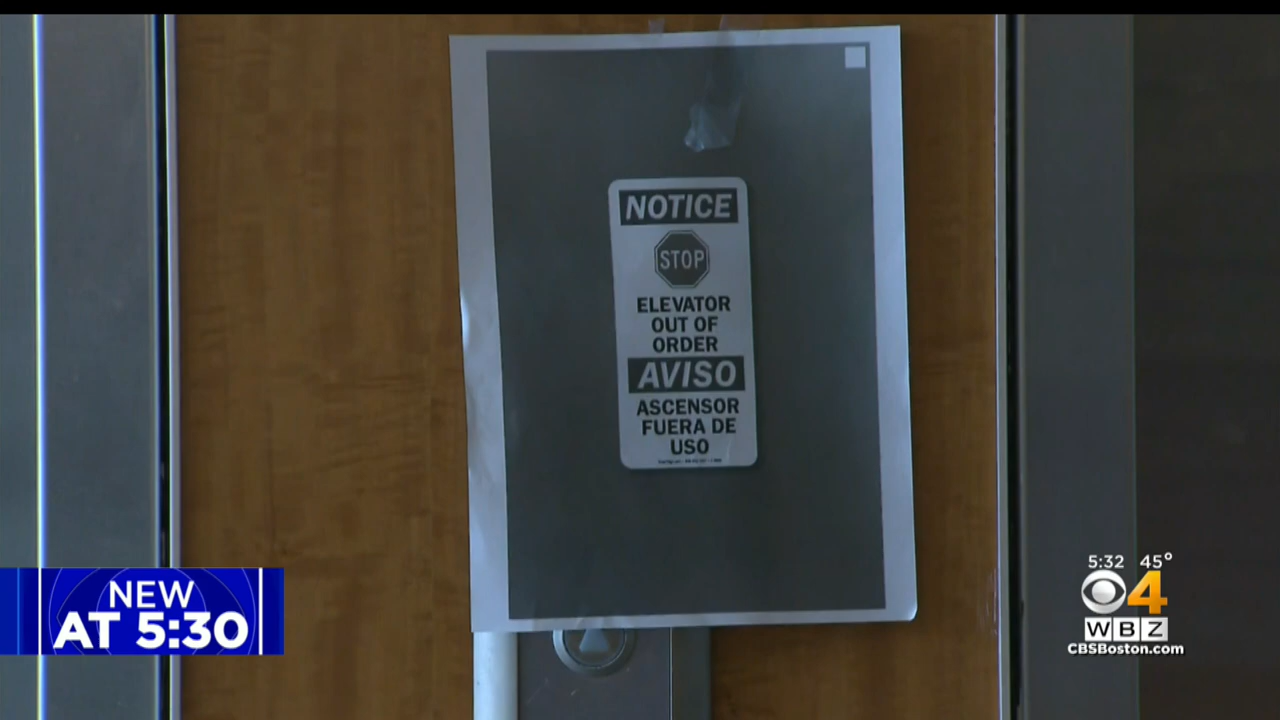 NOTICE
STOP
ELEVATOR
OUT OF
ORDER
AVISO
ASCENSOR
FUERA DE
USO
NEW
AT 5:30
5:32 45°
4
WBZ
CBSBoston.com